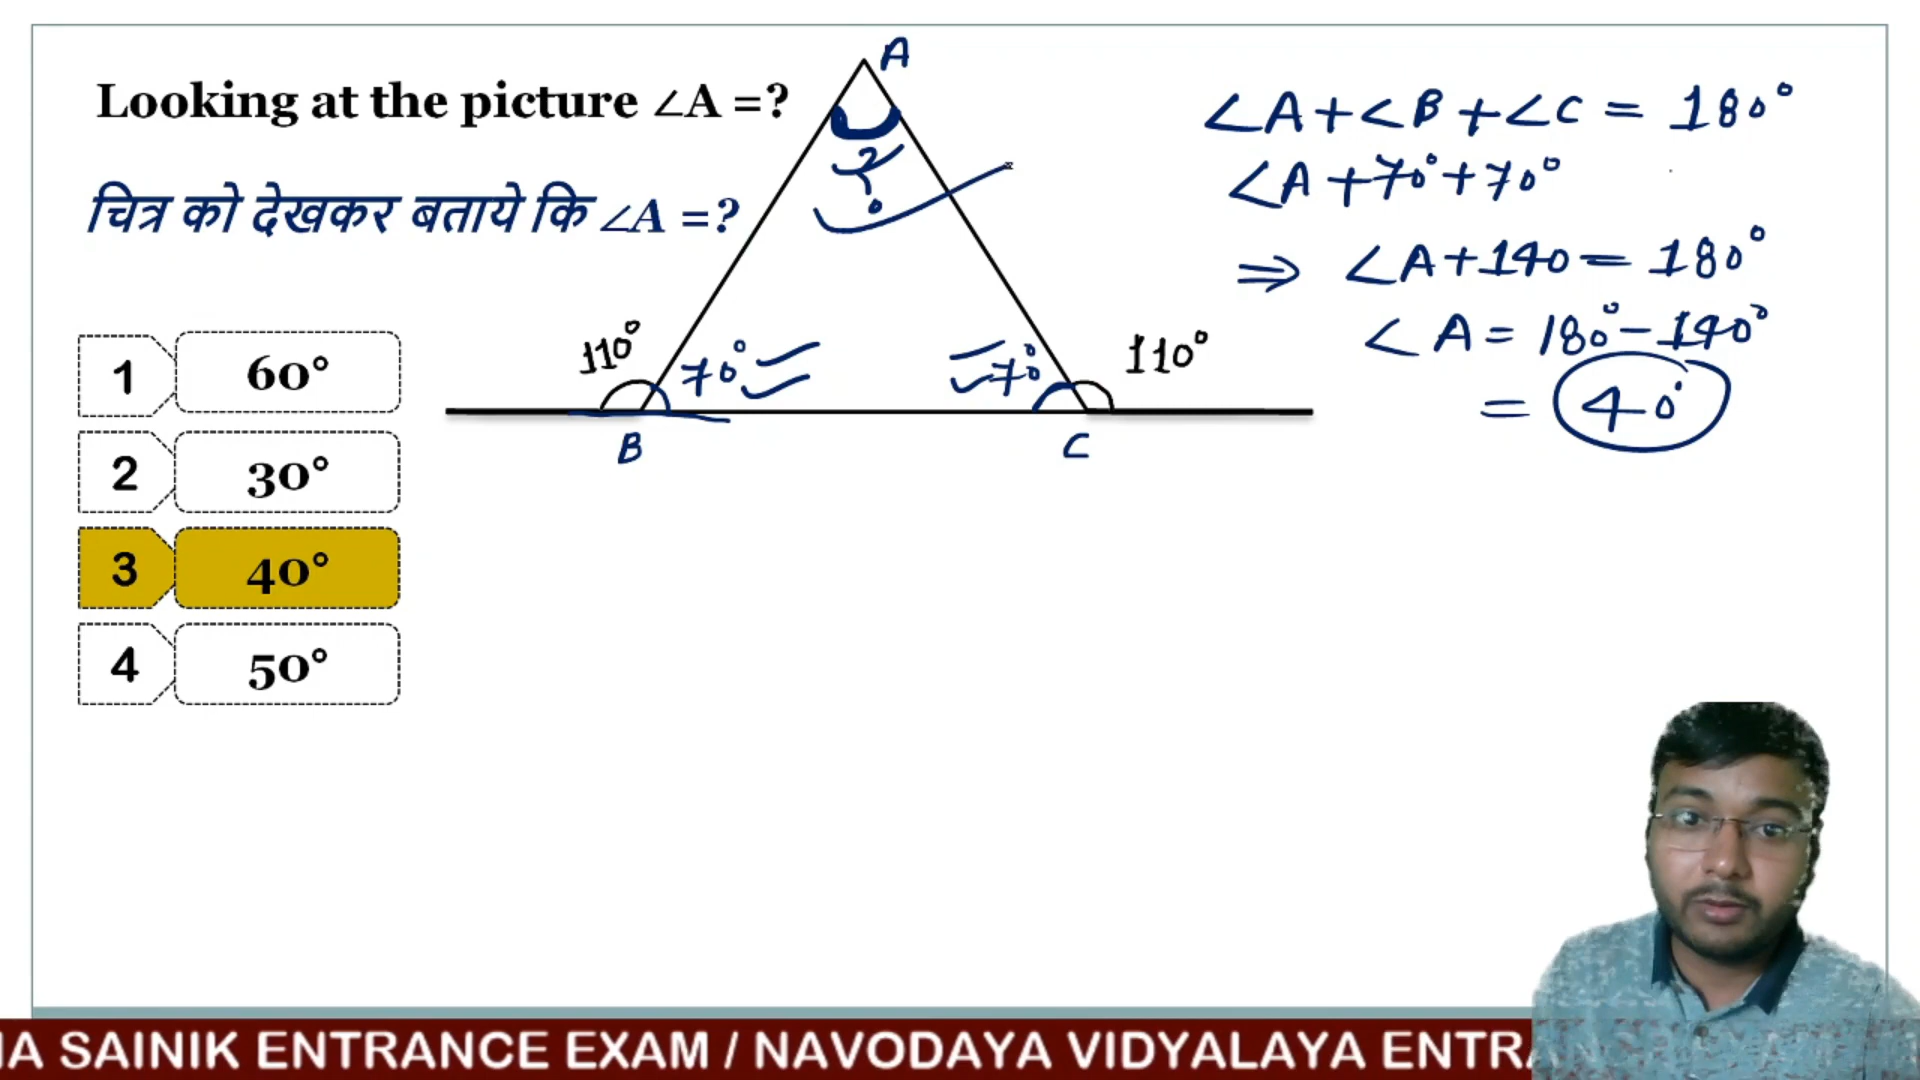 Looking at the picture ∠A =?
चित्र को देखकर बताये कि ∠A =?
1 60°
2 30°
3 40°
4 50°
A
?
110°
70°
70°
110°
B
C
∠A+∠B+∠C = 180°
∠A+70°+70°
⇒ ∠A+140=180°
∠A = 180°-140°
= 40°
SAINIK ENTRANCE EXAM / NAVODAYA VIDYALAYA